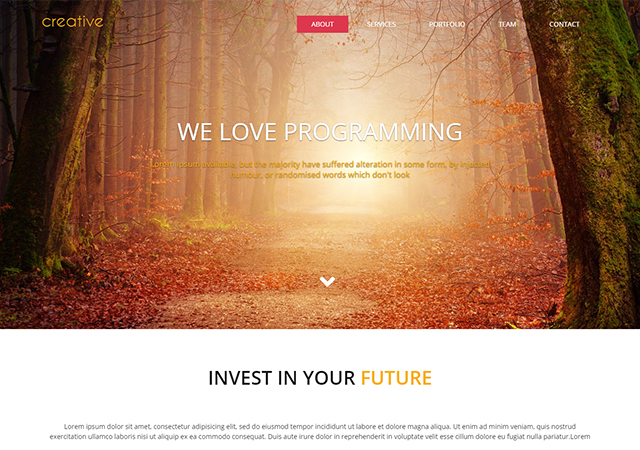 creative
ABOUT
SERVICES
PORTFOLIO
TEAM
CONTACT
WE LOVE PROGRAMMING
Lorem Ipsum available, but the majority have suffered alteration in some form, by injected
humour, or randomised words which don't look
INVEST IN YOUR FUTURE
Lorem ipsum dolor sit amet, consectetur adipisicing elit, sed do eiusmod tempor incididunt ut labore et dolore magna aliqua. Ut enim ad minim veniam, quis nostrud
exercitation ullamco laboris nisi ut aliquip ex ea commodo consequat. Duis aute irure dolor in reprehenderit in voluptate velit esse cillum dolore eu fugiat nulla pariatur.Lorem